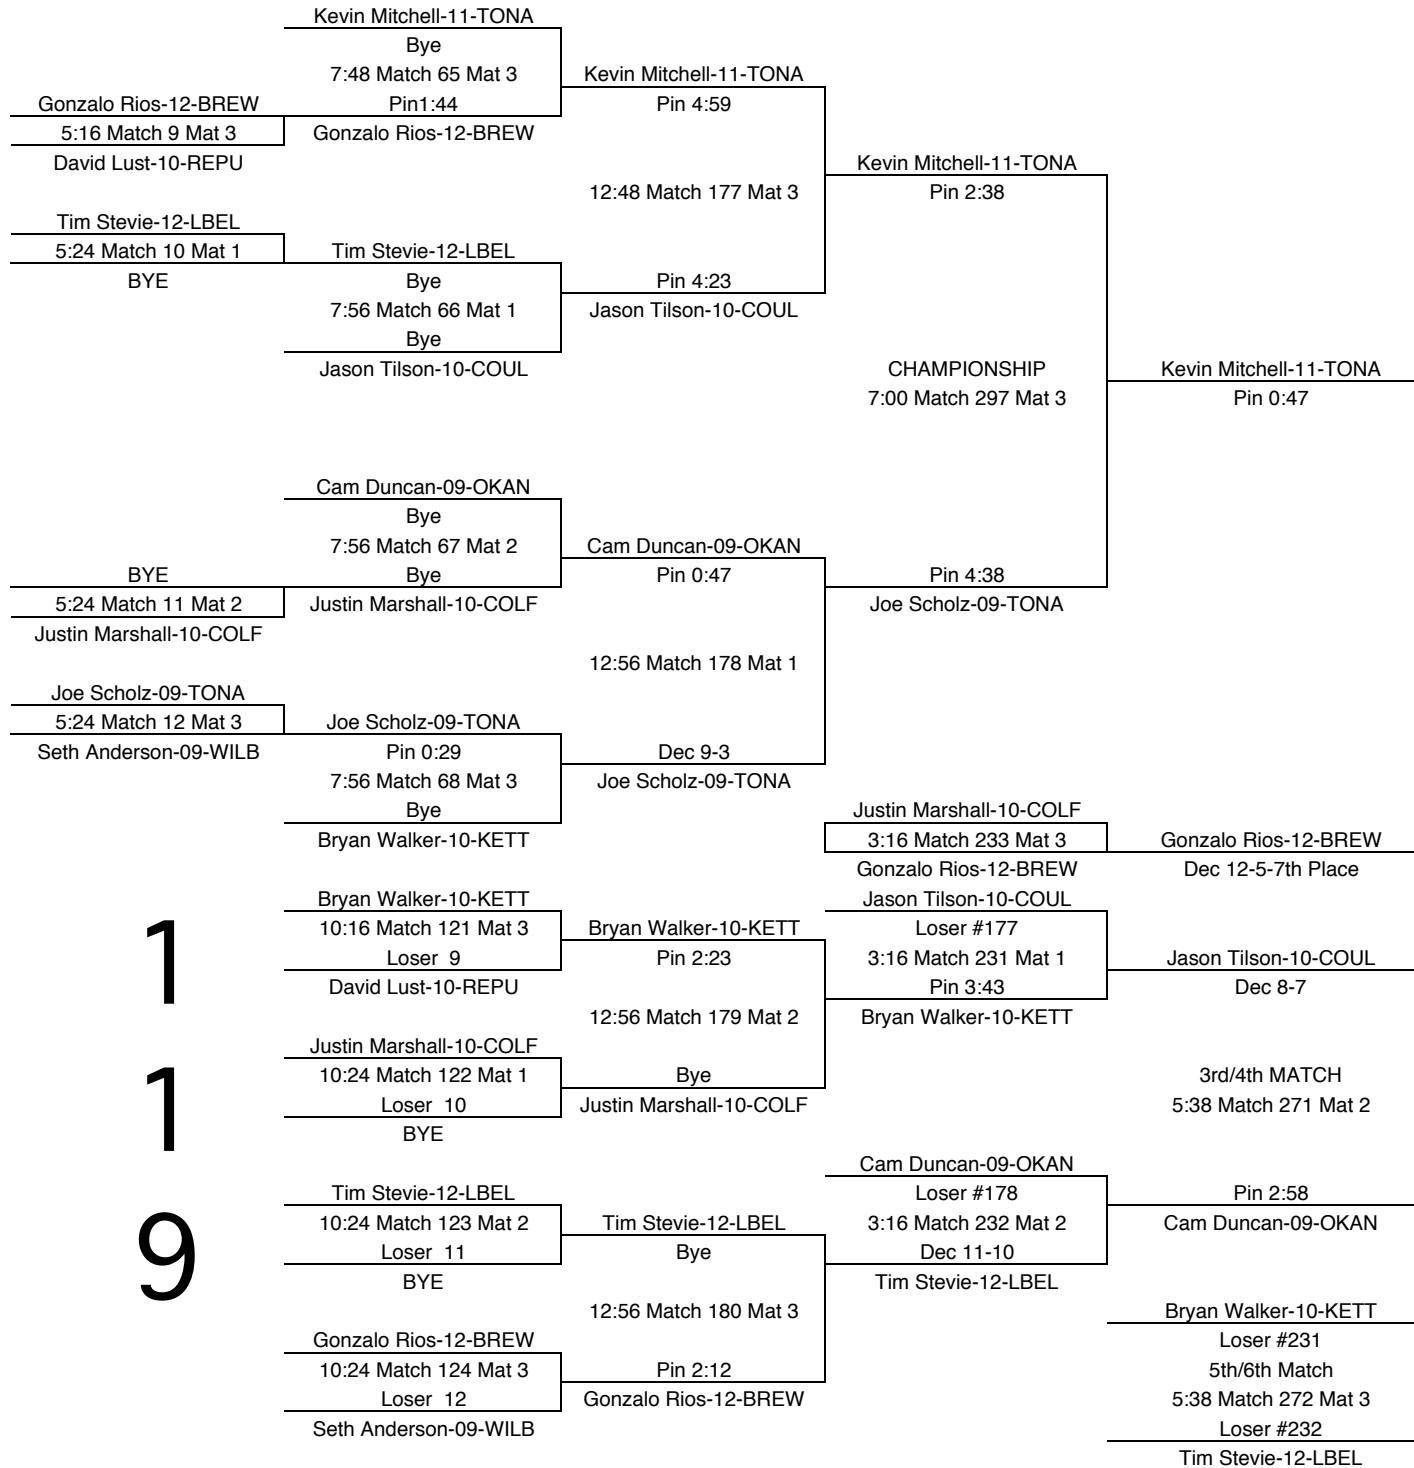 Kevin Mitchell-11-TONA
Bye
7:48 Match 65 Mat 3
Kevin Mitchell-11-TONA
Gonzalo Rios-12-BREW
Pin1:44
Pin 4:59
5:16 Match 9 Mat 3
Gonzalo Rios-12-BREW
David Lust-10-REPU
Kevin Mitchell-11-TONA
12:48 Match 177 Mat 3
Pin 2:38
Tim Stevie-12-LBEL
5:24 Match 10 Mat 1
Tim Stevie-12-LBEL
BYE
Bye
Pin 4:23
7:56 Match 66 Mat 1
Jason Tilson-10-COUL
Bye
Jason Tilson-10-COUL
CHAMPIONSHIP
Kevin Mitchell-11-TONA
7:00 Match 297 Mat 3
Pin 0:47
Cam Duncan-09-OKAN
Bye
7:56 Match 67 Mat 2
Cam Duncan-09-OKAN
BYE
Bye
Pin 0:47
Pin 4:38
5:24 Match 11 Mat 2
Justin Marshall-10-COLF
Joe Scholz-09-TONA
Justin Marshall-10-COLF
12:56 Match 178 Mat 1
Joe Scholz-09-TONA
5:24 Match 12 Mat 3
Joe Scholz-09-TONA
Seth Anderson-09-WILB
Pin 0:29
Dec 9-3
7:56 Match 68 Mat 3
Joe Scholz-09-TONA
Bye
Justin Marshall-10-COLF
Bryan Walker-10-KETT
3:16 Match 233 Mat 3
Gonzalo Rios-12-BREW
Gonzalo Rios-12-BREW
Dec 12-5-7th Place
Bryan Walker-10-KETT
Jason Tilson-10-COUL
10:16 Match 121 Mat 3
Bryan Walker-10-KETT
Loser #177
Loser 9
Pin 2:23
3:16 Match 231 Mat 1
Jason Tilson-10-COUL
1
David Lust-10-REPU
Pin 3:43
Dec 8-7
12:56 Match 179 Mat 2
Bryan Walker-10-KETT
Justin Marshall-10-COLF
10:24 Match 122 Mat 1
Bye
3rd/4th MATCH
1
Loser 10
Justin Marshall-10-COLF
5:38 Match 271 Mat 2
BYE
Cam Duncan-09-OKAN
Tim Stevie-12-LBEL
Loser #178
Pin 2:58
10:24 Match 123 Mat 2
Tim Stevie-12-LBEL
3:16 Match 232 Mat 2
Cam Duncan-09-OKAN
9
Loser 11
Bye
Dec 11-10
BYE
Tim Stevie-12-LBEL
12:56 Match 180 Mat 3
Bryan Walker-10-KETT
Gonzalo Rios-12-BREW
Loser #231
10:24 Match 124 Mat 3
Pin 2:12
5th/6th Match
Loser 12
Gonzalo Rios-12-BREW
5:38 Match 272 Mat 3
Seth Anderson-09-WILB
Loser #232
Tim Stevie-12-LBEL